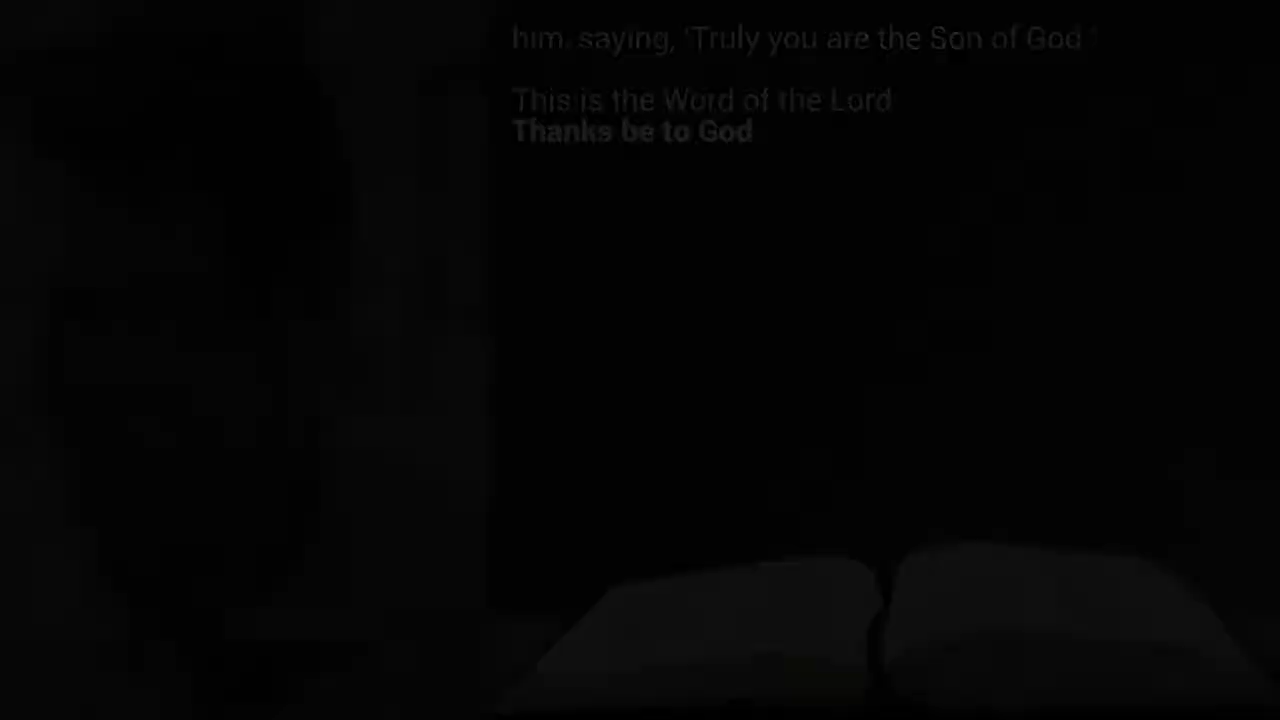 him, saying, 'Truly you are the Son of God.'
This is the Word of the Lord
Thanks be to God